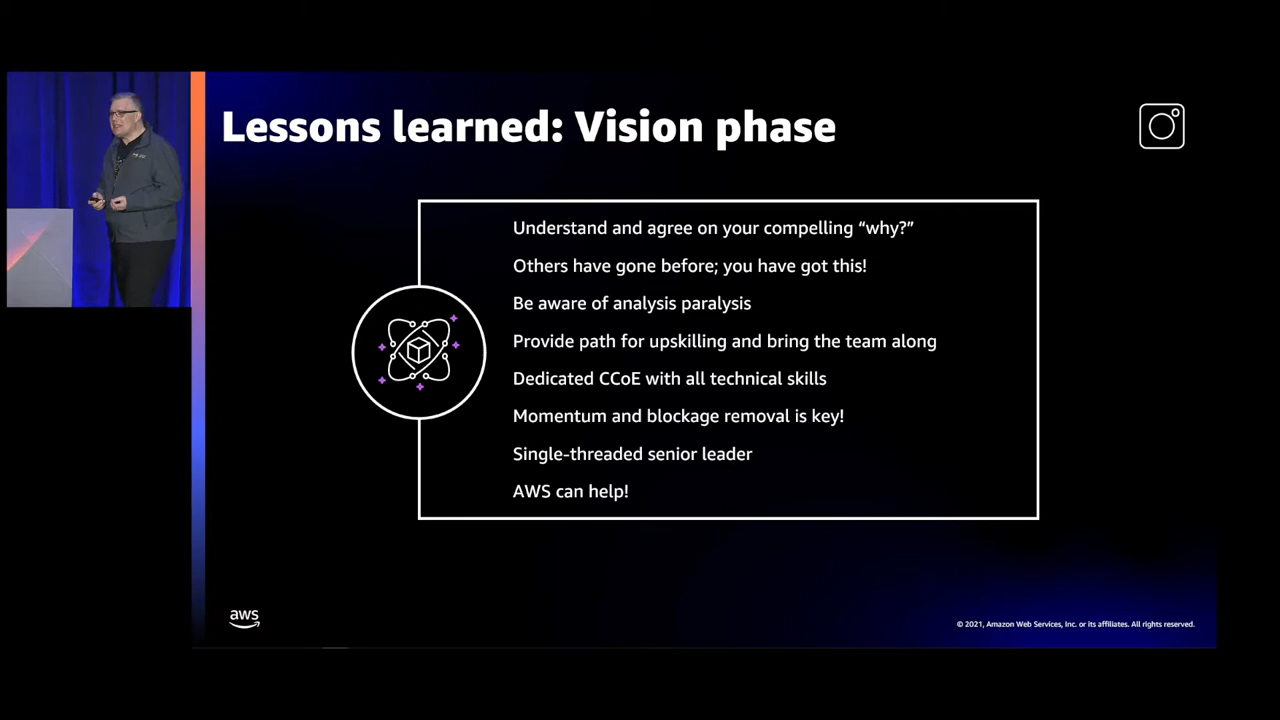 Lessons learned: Vision phase
Understand and agree on your compelling “why?”
Others have gone before; you have got this!
Be aware of analysis paralysis
Provide path for upskilling and bring the team along
Dedicated CCoE with all technical skills
Momentum and blockage removal is key!
Single-threaded senior leader
AWS can help!
aws
© 2021, Amazon Web Services, Inc. or its affiliates. All rights reserved.